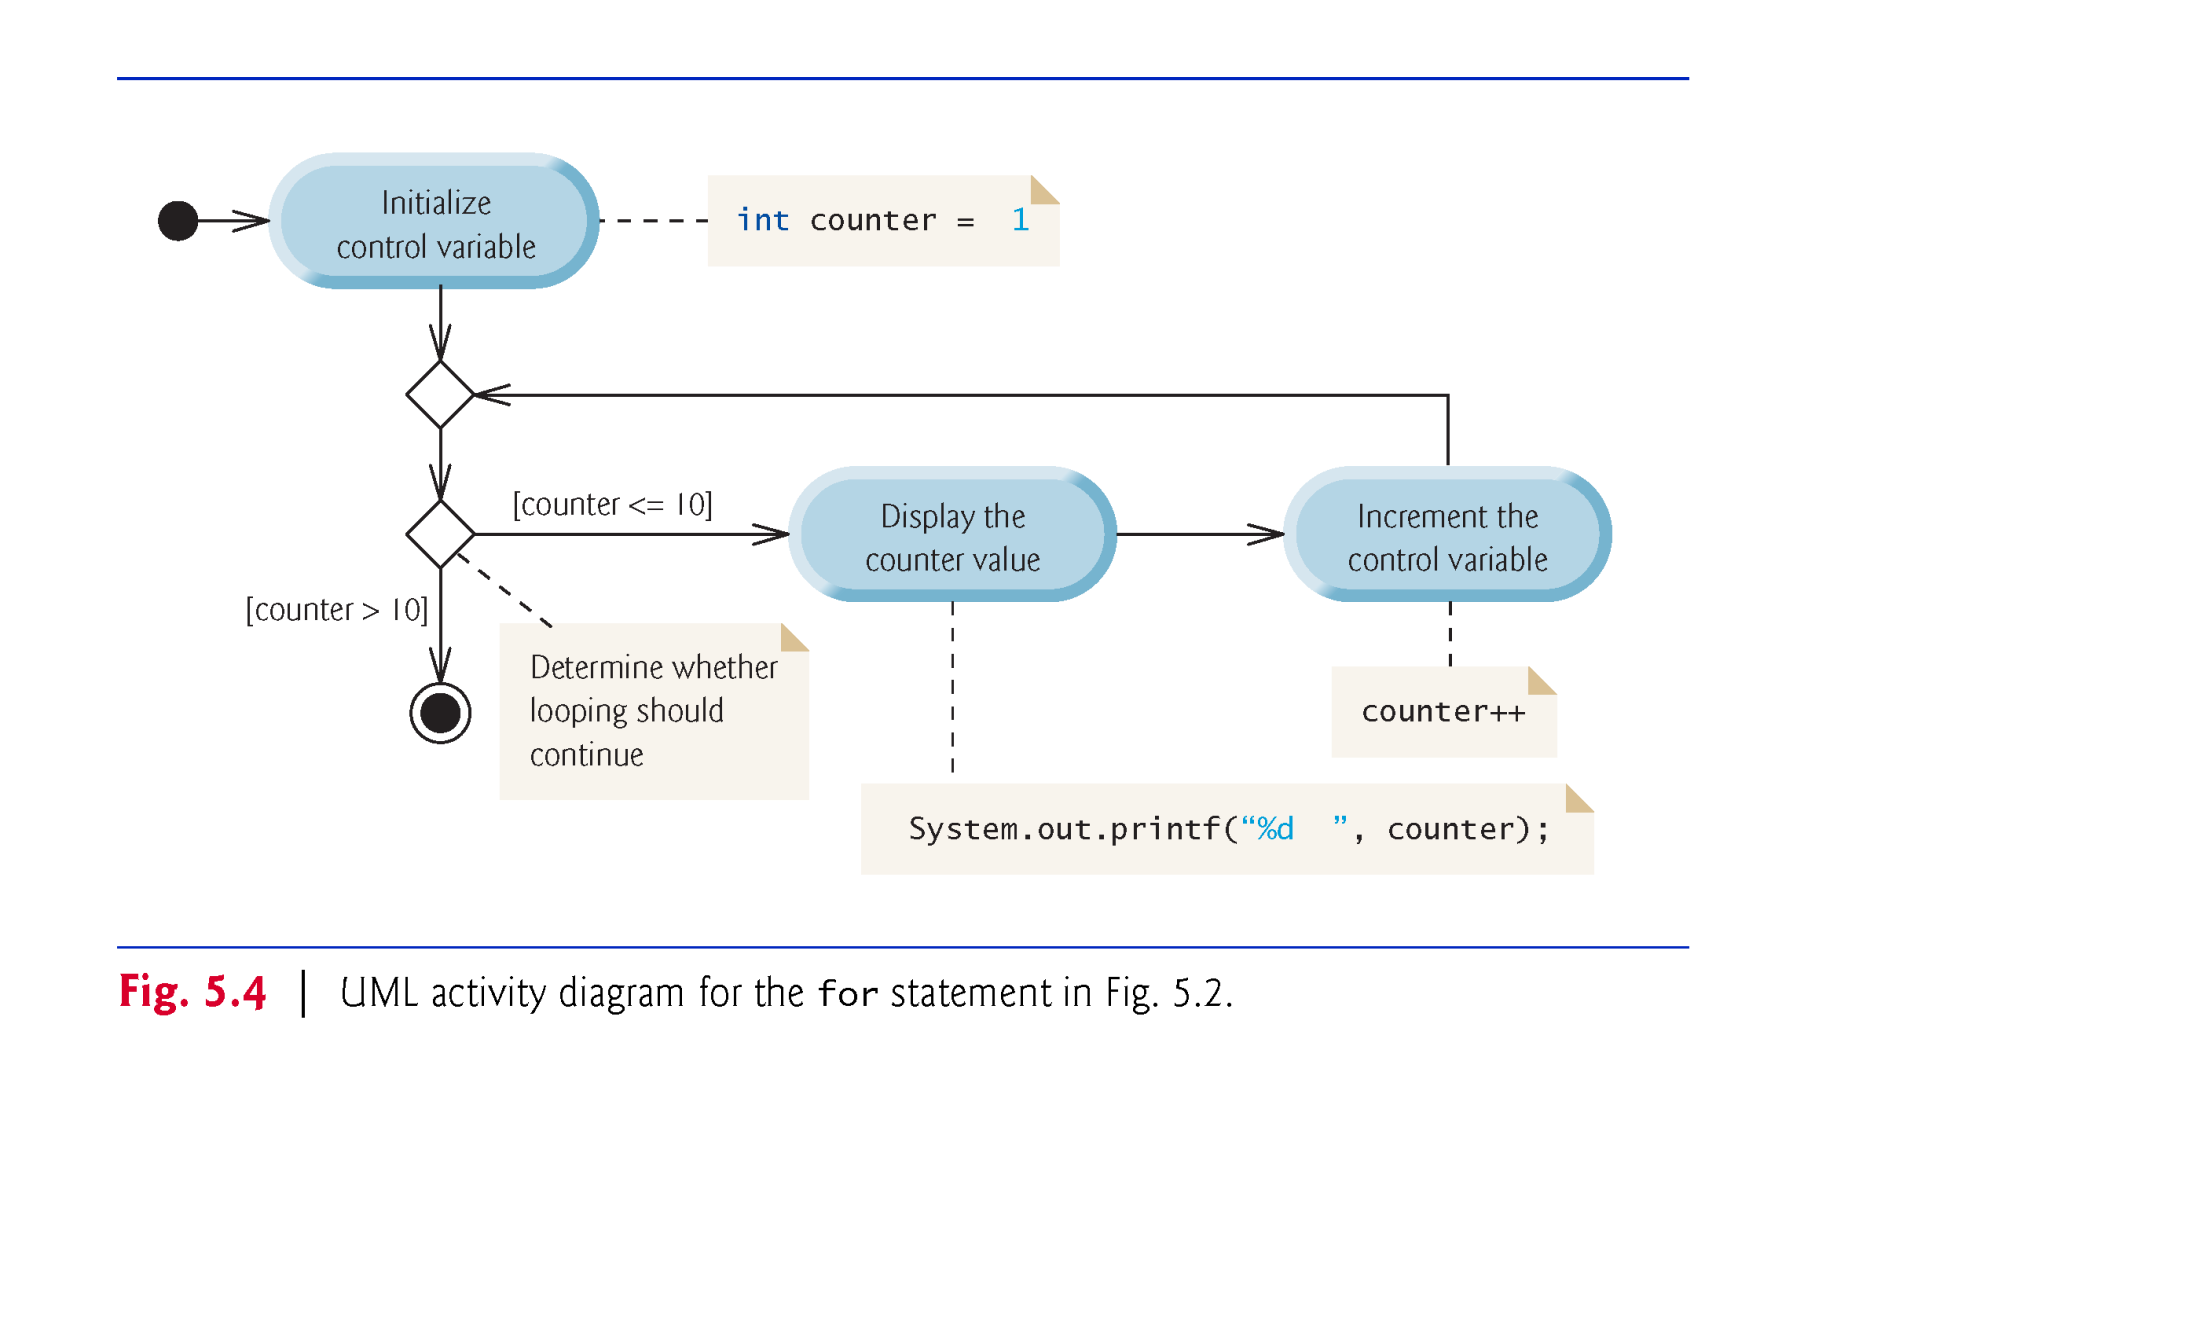 Initialize
control variable
int counter =  1
[counter <= 10]
Display the
counter value
Increment the
control variable
[counter > 10]
Determine whether
looping should
continue
counter++
System.out.printf(“%d  ”, counter);
Fig. 5.4 | UML activity diagram for the for statement in Fig. 5.2.